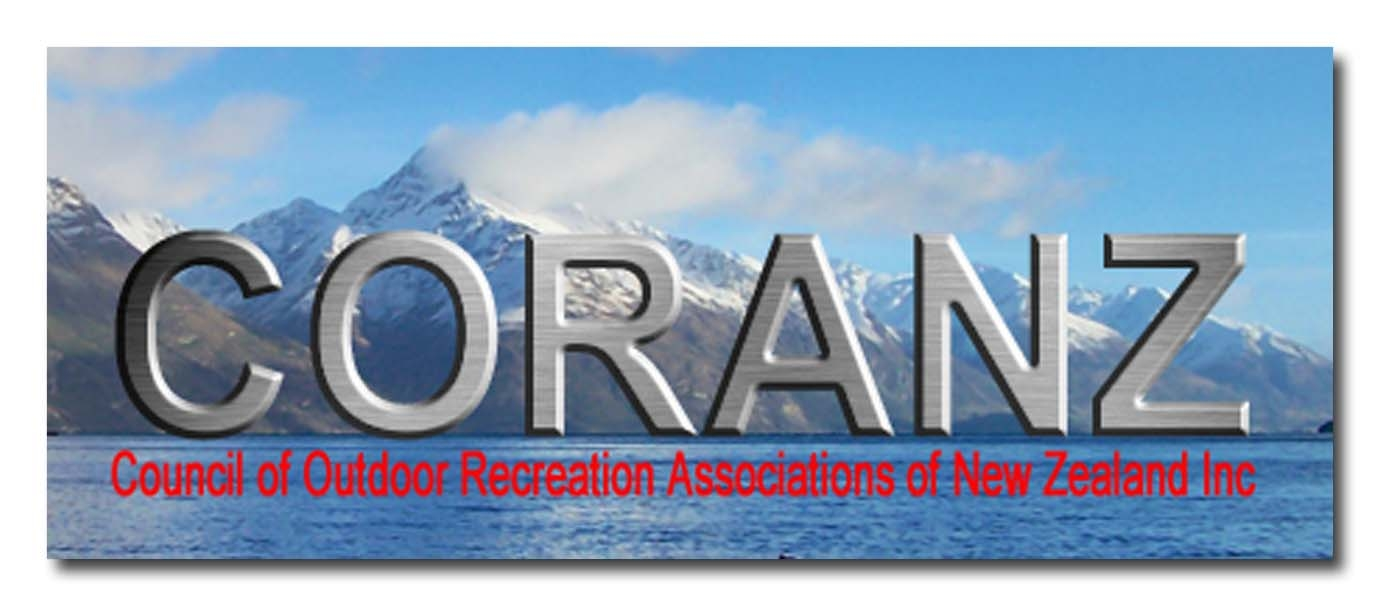 CORANZ
Council of Outdoor Recreation Associations of New Zealand Inc